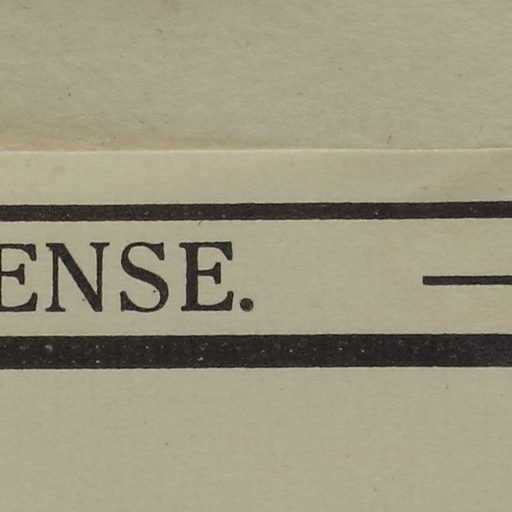 ENSE. —